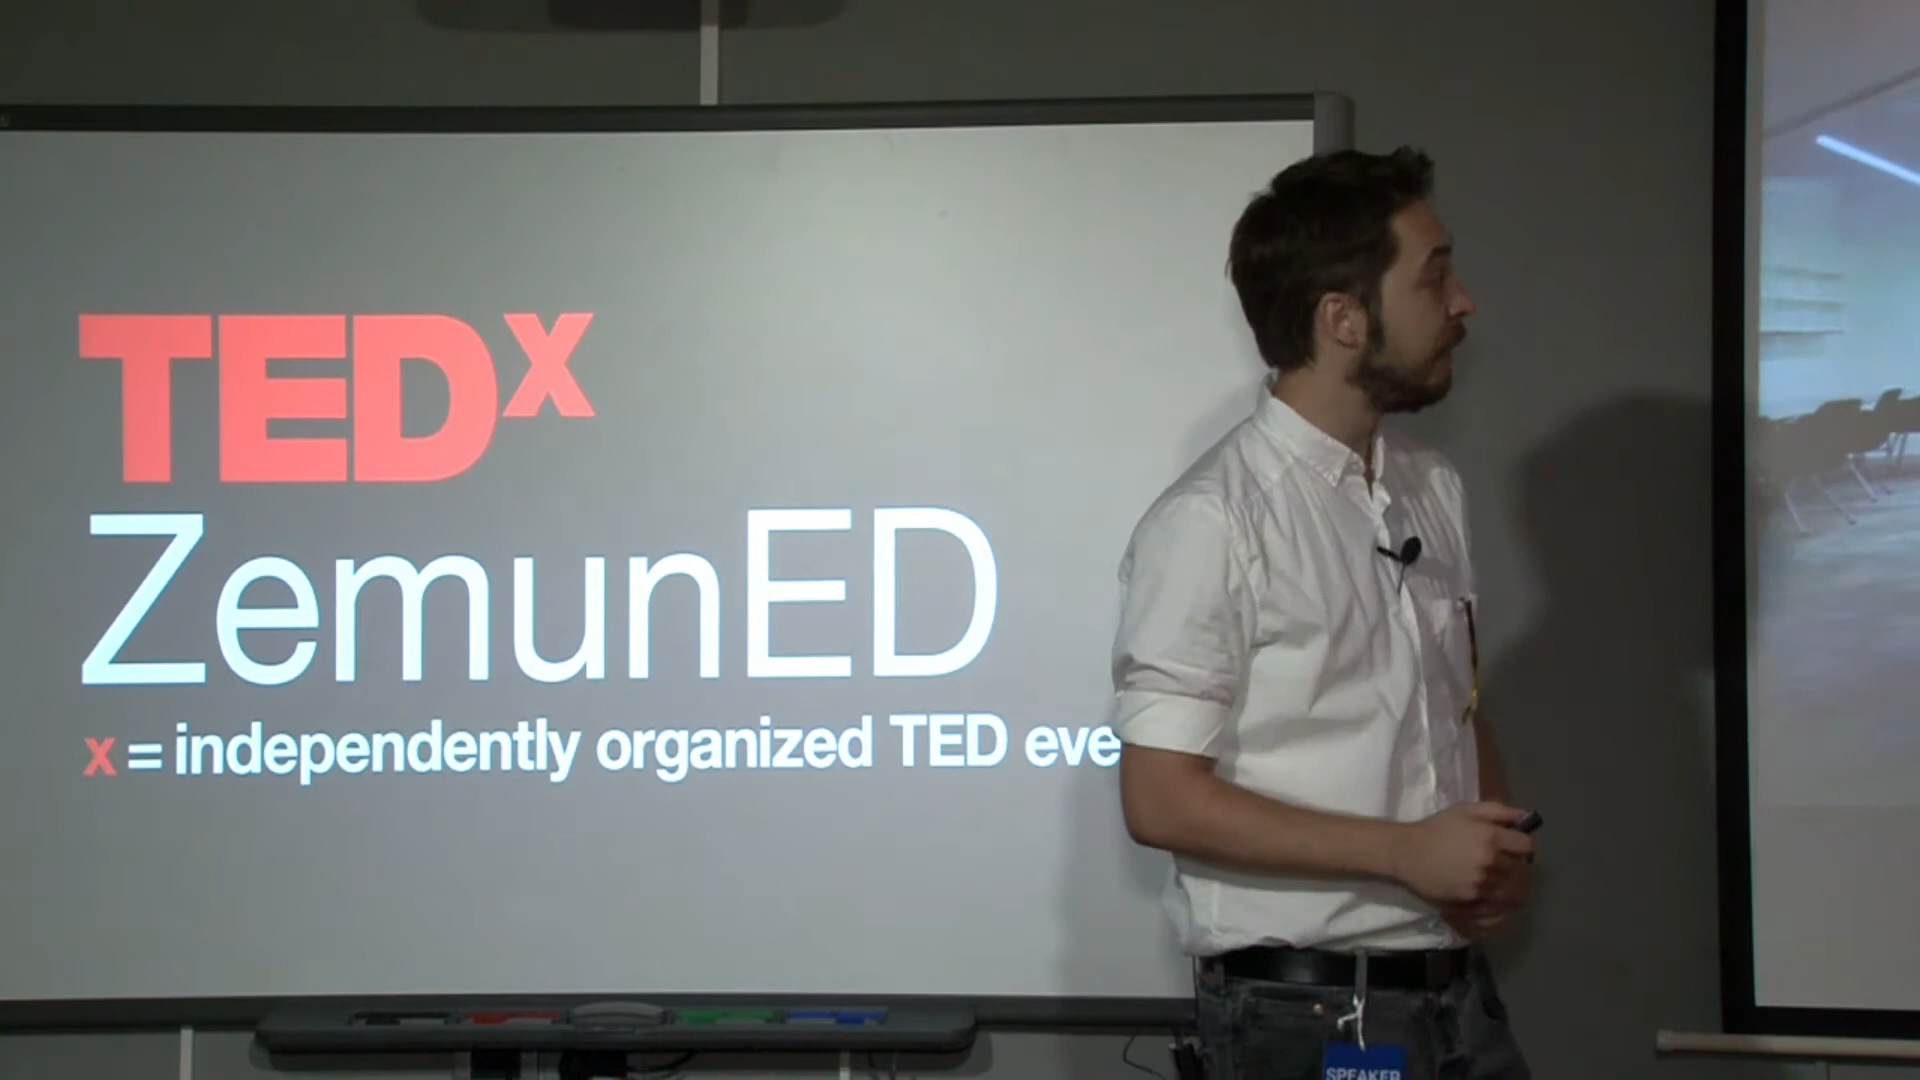 TEDx
ZemunED
x = independently organized TED eve
SPEAKER